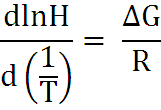 dlnH / d(1/T) = ΔG / R